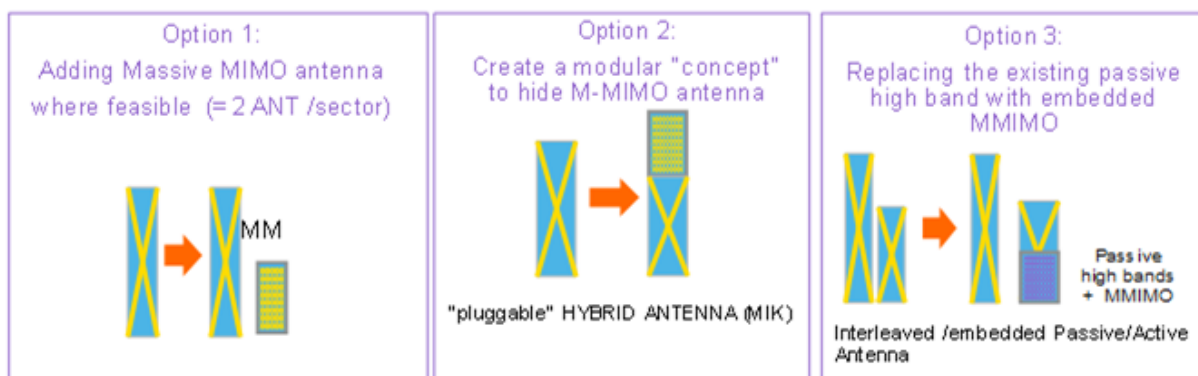 Option 1:
Adding Massive MIMO antenna
where feasible (= 2 ANT /sector)
MM
Option 2:
Create a modular "concept"
to hide M-MIMO antenna
"pluggable" HYBRID ANTENNA (MIK)
Option 3:
Replacing the existing passive
high band with embedded
MMIMO
Passive
high bands
+ MMIMO
Interleaved /embedded Passive/Active
Antenna